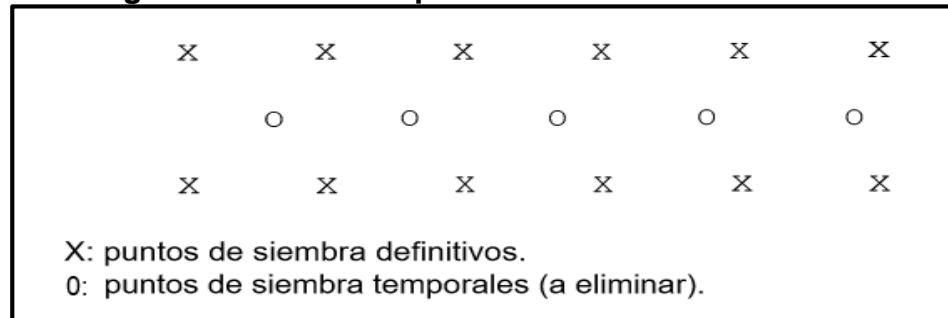 X X X X X X
O O O O O
X X X X X X
X: puntos de siembra definitivos.
0: puntos de siembra temporales (a eliminar).